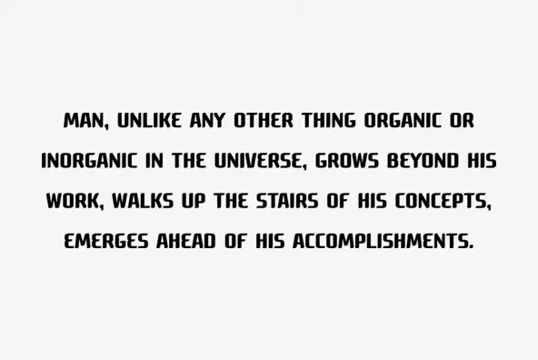 MAN, UNLIKE ANY OTHER THING ORGANIC OR
INORGANIC IN THE UNIVERSE, GROWS BEYOND HIS
WORK, WALKS UP THE STAIRS OF HIS CONCEPTS,
EMERGES AHEAD OF HIS ACCOMPLISHMENTS.